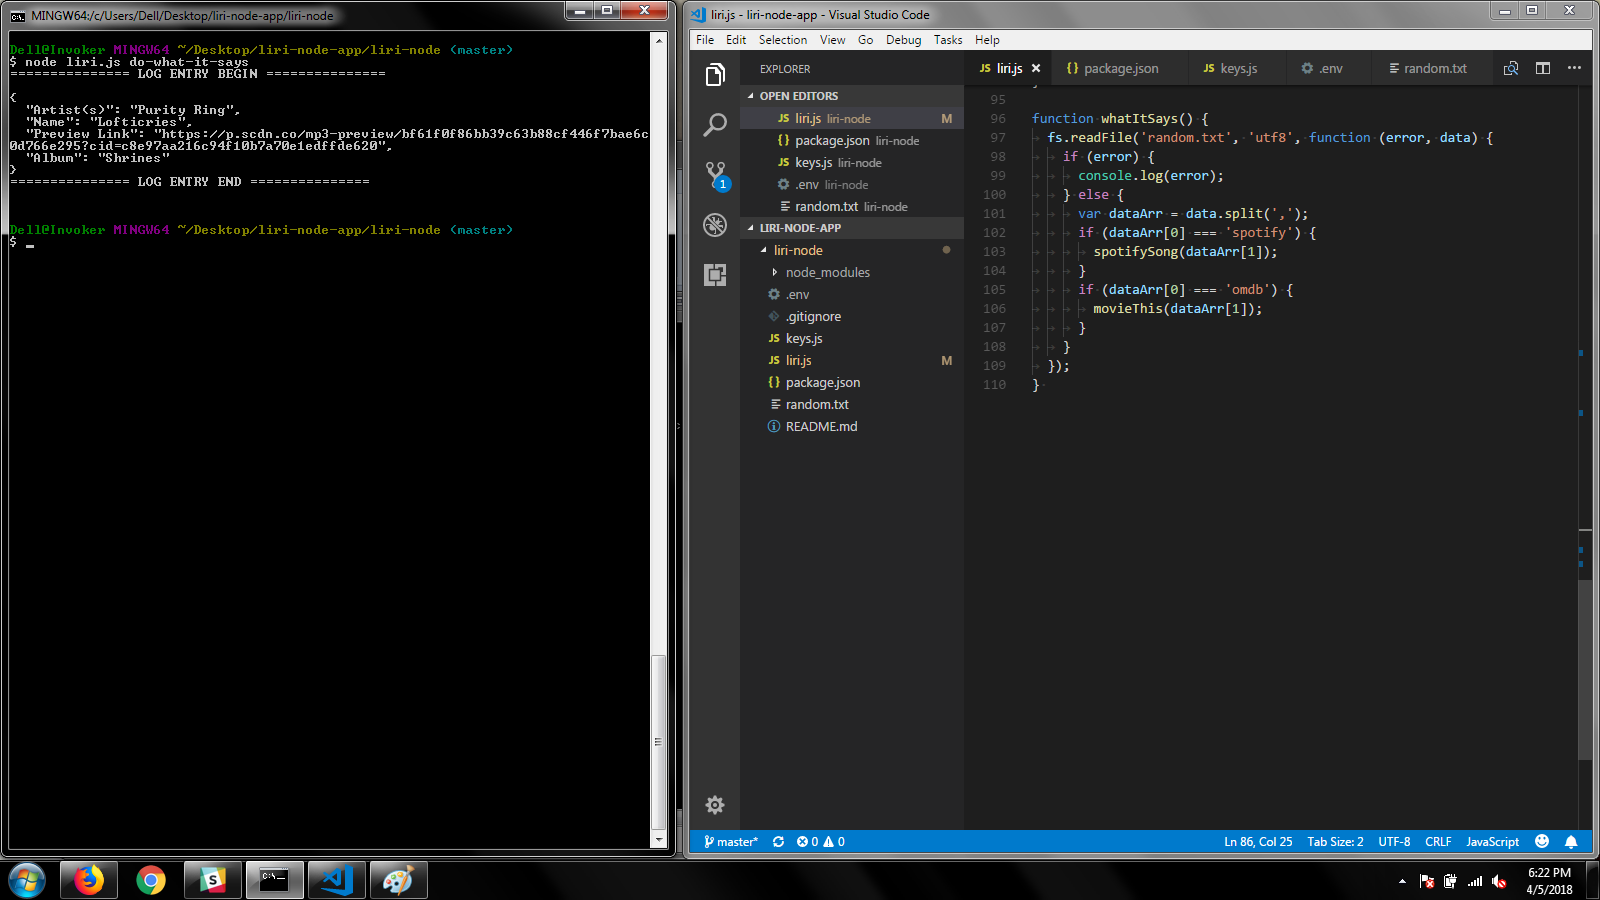 MINGW64:/c/Users/Dell/Desktop/liri-node-app/liri-node
Dell@Invoker MINGW64 ~/Desktop/liri-node-app/liri-node (master)
$ node liri.js do-what-it-says
=============== LOG ENTRY BEGIN ===============
{
"Artist(s)": "Purity Ring",
"Name": "Lofticries",
"Preview Link": "https://p.scdn.co/mp3-preview/bf61f0f86bb39c63b88cf446f7bae6c
0d766e295?cid=c8e97aa216c94f10b7a70e1edffde620",
"Album": "Shrines"
}
=============== LOG ENTRY END ===============
Dell@Invoker MINGW64 ~/Desktop/liri-node-app/liri-node (master)
$ _
liri.js - liri-node-app - Visual Studio Code
File Edit Selection View Go Debug Tasks Help
EXPLORER
OPEN EDITORS
JS liri.js liri-node M
{} package.json liri-node
JS keys.js liri-node
.env liri-node
random.txt liri-node
LIRI-NODE-APP
liri-node
node_modules
.env
.gitignore
JS keys.js
JS liri.js M
{} package.json
random.txt
README.md
1
JS liri.js × {} package.json JS keys.js .env random.txt ...
95
96 function whatItSays() {
97 fs.readFile('random.txt', 'utf8', function (error, data) {
98 if (error) {
99 console.log(error);
100 } else {
101 var dataArr = data.split(',');
102 if (dataArr[0] === 'spotify') {
103 spotifySong(dataArr[1]);
104 }
105 if (dataArr[0] === 'omdb') {
106 movieThis(dataArr[1]);
107 }
108 }
109 });
110 }
master* 0 0 Ln 86, Col 25 Tab Size: 2 UTF-8 CRLF JavaScript
C:\_
6:22 PM
4/5/2018